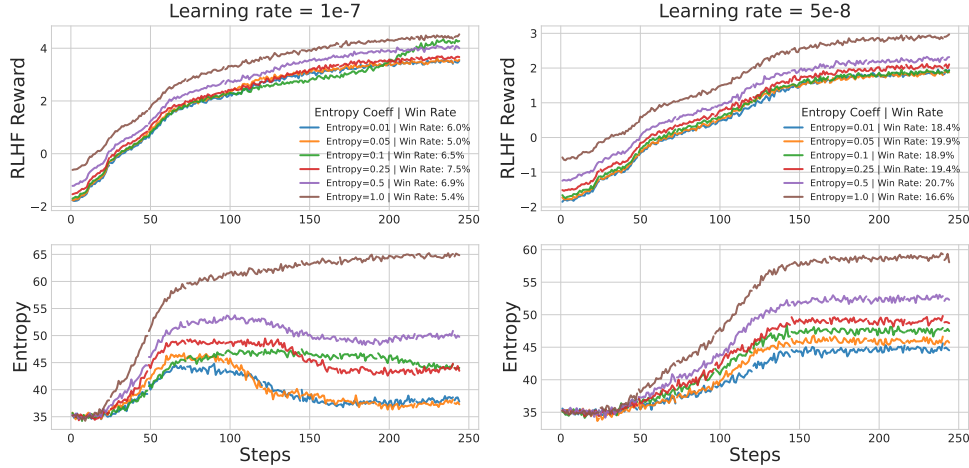 Learning rate = 1e-7
RLHF Reward
4
2
0
−2
0
50
100
150
200
250
Entropy Coeff | Win Rate
Entropy=0.01 | Win Rate: 6.0%
Entropy=0.05 | Win Rate: 5.0%
Entropy=0.1 | Win Rate: 6.5%
Entropy=0.25 | Win Rate: 7.5%
Entropy=0.5 | Win Rate: 6.9%
Entropy=1.0 | Win Rate: 5.4%
Learning rate = 5e-8
RLHF Reward
3
2
1
0
−1
−2
0
50
100
150
200
250
Entropy Coeff | Win Rate
Entropy=0.01 | Win Rate: 18.4%
Entropy=0.05 | Win Rate: 19.9%
Entropy=0.1 | Win Rate: 18.9%
Entropy=0.25 | Win Rate: 19.4%
Entropy=0.5 | Win Rate: 20.7%
Entropy=1.0 | Win Rate: 16.6%
Entropy
65
60
55
50
45
40
35
0
50
100
150
200
250
Steps
Entropy
60
55
50
45
40
35
0
50
100
150
200
250
Steps